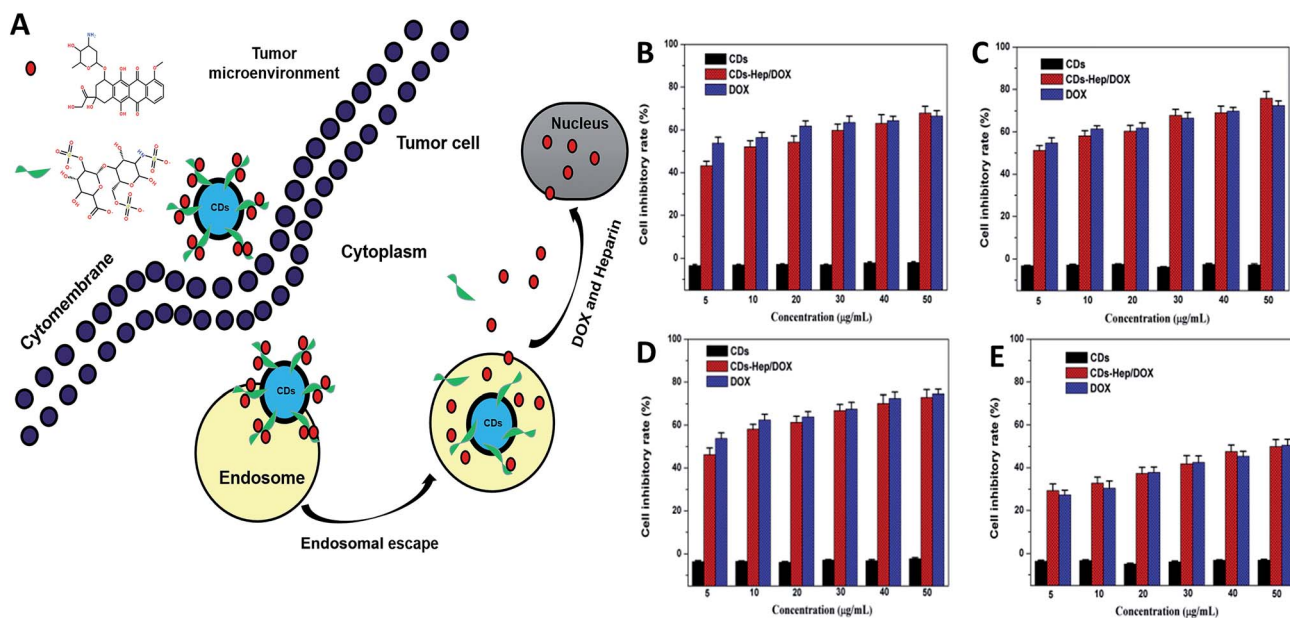 A
Tumor
microenvironment
Tumor cell
Nucleus
CDs
Cytoplasm
Cytomembrane
DOX and Heparin
CDs
CDs
Endosome
Endosomal escape
B
100
80
60
40
20
0
Cell inhibitory rate (%)
CDs
CDs-Hep/DOX
DOX
5 10 20 30 40 50
Concentration (μg/mL)
C
100
80
60
40
20
0
Cell inhibitory rate (%)
CDs
CDs-Hep/DOX
DOX
5 10 20 30 40 50
Concentration (μg/mL)
D
100
80
60
40
20
0
Cell inhibitory rate (%)
CDs
CDs-Hep/DOX
DOX
5 10 20 30 40 50
Concentration (μg/mL)
E
100
80
60
40
20
0
Cell inhibitory rate (%)
CDs
CDs-Hep/DOX
DOX
5 10 20 30 40 50
Concentration (μg/mL)